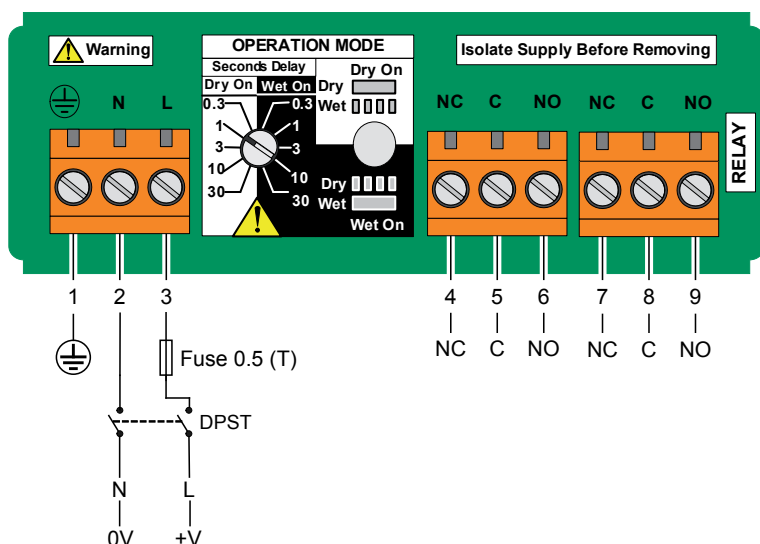 Warning
OPERATION MODE
Isolate Supply Before Removing
Seconds Delay
Dry On
Dry On Wet On
Dry
Wet
N L
NC C NO NC C NO
RELAY
0.3 0.3
1 1
3 3
10 10
30 30
Dry
Wet
Wet On
1 2 3 4 5 6 7 8 9
NC C NO NC C NO
Fuse 0.5 (T)
DPST
N L
0V +V